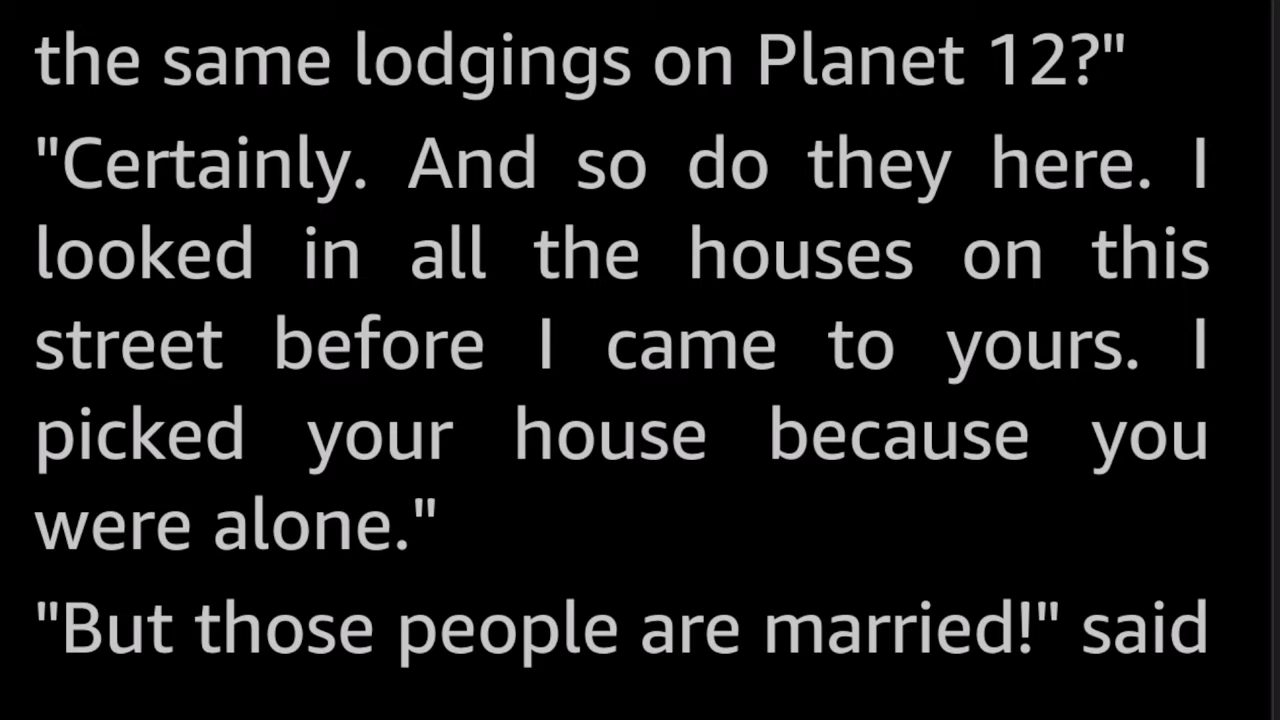 the same lodgings on Planet 12?"
"Certainly. And so do they here. I
looked in all the houses on this
street before I came to yours. I
picked your house because you
were alone."
"But those people are married!" said